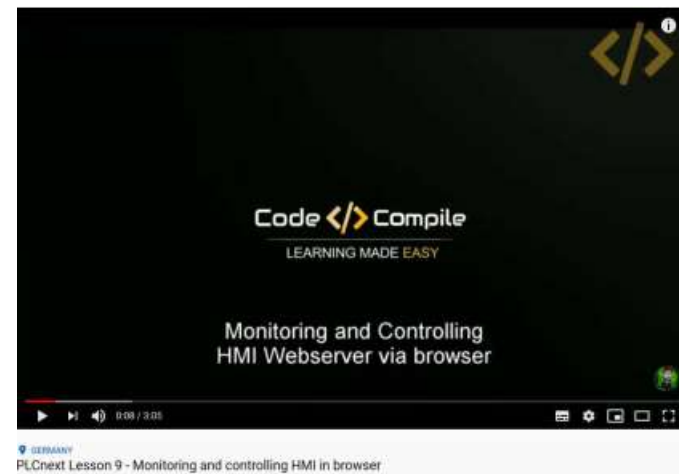 </>
Code </> Compile
LEARNING MADE EASY
Monitoring and Controlling
HMI Webserver via browser
0:08 / 3:05
GERMANY
PLCnext Lesson 9 - Monitoring and controlling HMI in browser